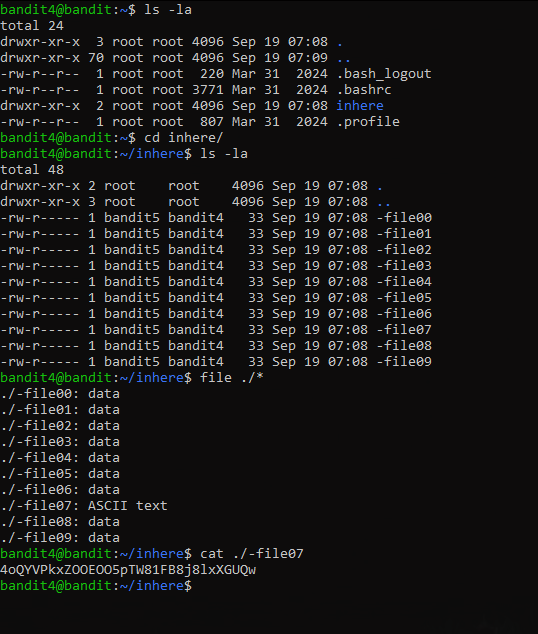 bandit4@bandit:~$ ls -la
total 24
drwxr-xr-x  3 root root 4096 Sep 19 07:08 .
drwxr-xr-x 70 root root 4096 Sep 19 07:09 ..
-rw-r--r--  1 root root  220 Mar 31  2024 .bash_logout
-rw-r--r--  1 root root 3771 Mar 31  2024 .bashrc
drwxr-xr-x  2 root root 4096 Sep 19 07:08 inhere
-rw-r--r--  1 root root  807 Mar 31  2024 .profile
bandit4@bandit:~$ cd inhere/
bandit4@bandit:~/inhere$ ls -la
total 48
drwxr-xr-x 2 root    root    4096 Sep 19 07:08 .
drwxr-xr-x 3 root    root    4096 Sep 19 07:08 ..
-rw-r----- 1 bandit5 bandit4   33 Sep 19 07:08 -file00
-rw-r----- 1 bandit5 bandit4   33 Sep 19 07:08 -file01
-rw-r----- 1 bandit5 bandit4   33 Sep 19 07:08 -file02
-rw-r----- 1 bandit5 bandit4   33 Sep 19 07:08 -file03
-rw-r----- 1 bandit5 bandit4   33 Sep 19 07:08 -file04
-rw-r----- 1 bandit5 bandit4   33 Sep 19 07:08 -file05
-rw-r----- 1 bandit5 bandit4   33 Sep 19 07:08 -file06
-rw-r----- 1 bandit5 bandit4   33 Sep 19 07:08 -file07
-rw-r----- 1 bandit5 bandit4   33 Sep 19 07:08 -file08
-rw-r----- 1 bandit5 bandit4   33 Sep 19 07:08 -file09
bandit4@bandit:~/inhere$ file ./*
./-file00: data
./-file01: data
./-file02: data
./-file03: data
./-file04: data
./-file05: data
./-file06: data
./-file07: ASCII text
./-file08: data
./-file09: data
bandit4@bandit:~/inhere$ cat ./-file07
4oQYVPkxZOOEOO5pTW81FB8j8lxXGUQw
bandit4@bandit:~/inhere$